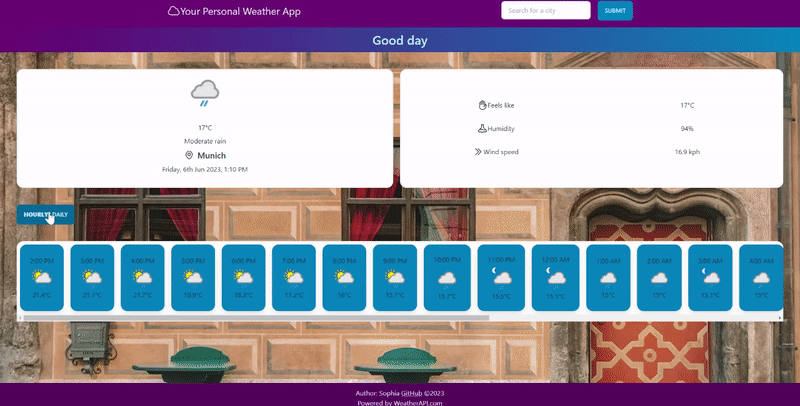 Your Personal Weather App
Search for a city
SUBMIT
Good day
17°C
Moderate rain
Munich
Friday, 6th Jun 2023, 1:10 PM
Feels like 17°C
Humidity 94%
Wind speed 16.9 kph
HOURLY DAILY
2:00 PM 3:00 PM 4:00 PM 5:00 PM 6:00 PM 7:00 PM 8:00 PM 9:00 PM 10:00 PM 11:00 PM 12:00 AM 1:00 AM 2:00 AM 3:00 AM 4:00 AM
21.4°C 21.7°C 21.7°C 19.9°C 18.3°C 17.2°C 16°C 15.7°C 15.7°C 15.5°C 15.1°C 15°C 15°C 15.1°C 15°C
Author: Sophia GitHub ©2023
Powered by WeatherAPI.com